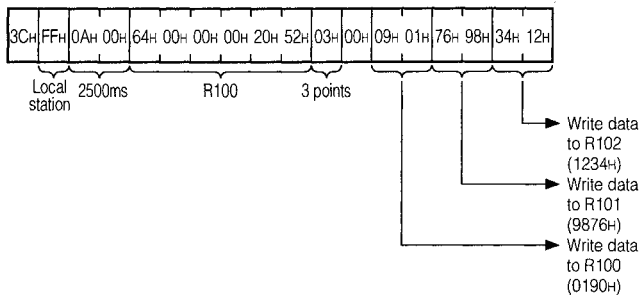 3CH FFH 0AH 00H 64H 00H 00H 00H 20H 52H 03H 00H 09H 01H 76H 98H 34H 12H
Local
station
2500ms
R100
3 points
Write data
to R102
(1234H)
Write data
to R101
(9876H)
Write data
to R100
(0190H)